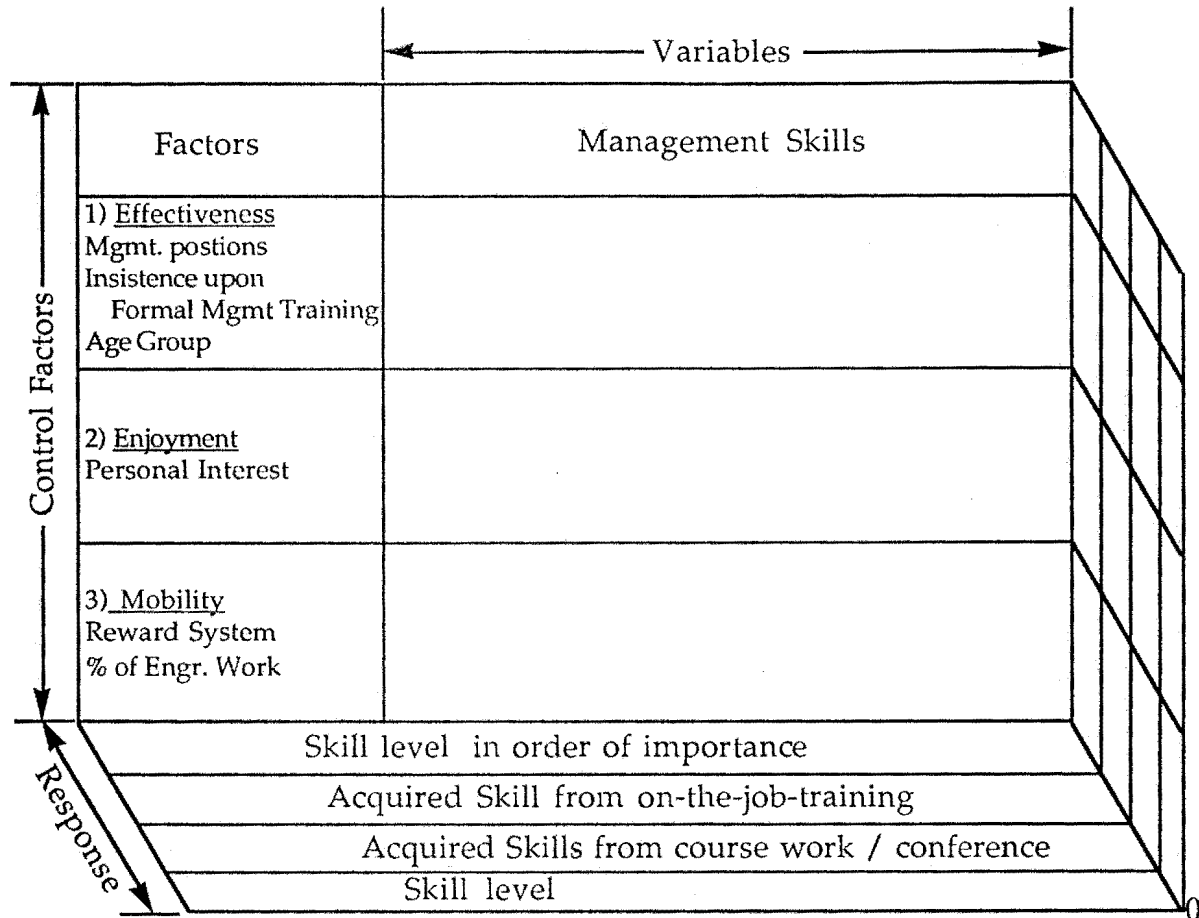 Variables
Factors
Management Skills
1) Effectiveness
Mgmt. postions
Insistence upon
Formal Mgmt Training
Age Group
2) Enjoyment
Personal Interest
3) Mobility
Reward System
% of Engr. Work
Control Factors
Skill level in order of importance
Acquired Skill from on-the-job-training
Acquired Skills from course work / conference
Skill level
Response